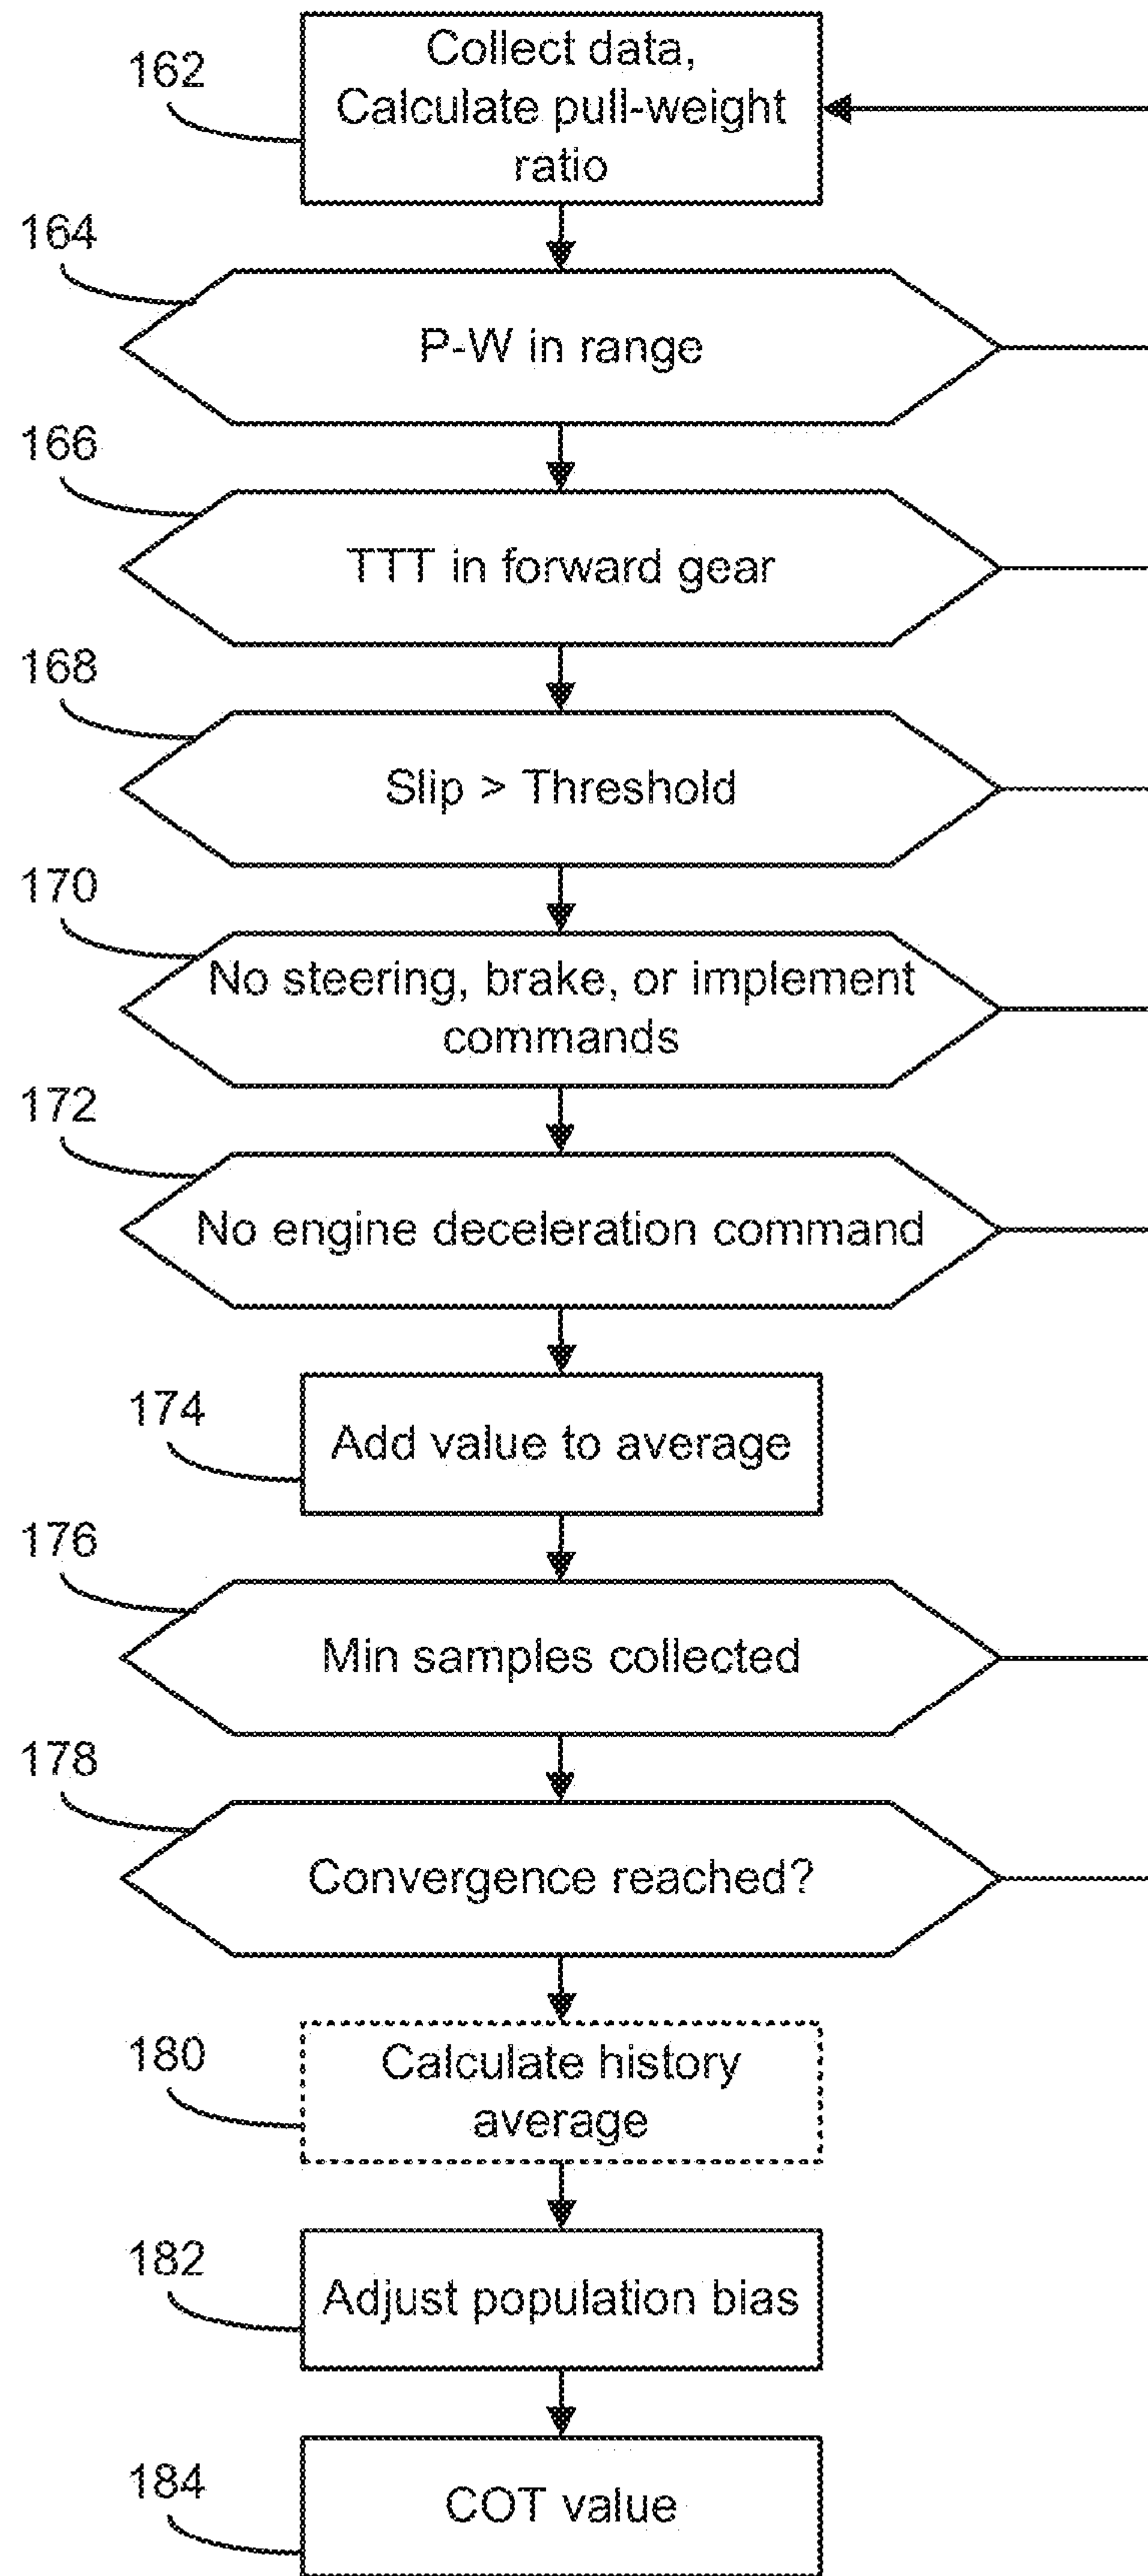 162
Collect data,
Calculate pull-weight
ratio
164
P-W in range
166
TTT in forward gear
168
Slip > Threshold
170
No steering, brake, or implement
commands
172
No engine deceleration command
174
Add value to average
176
Min samples collected
178
Convergence reached?
180
Calculate history
average
182
Adjust population bias
184
COT value